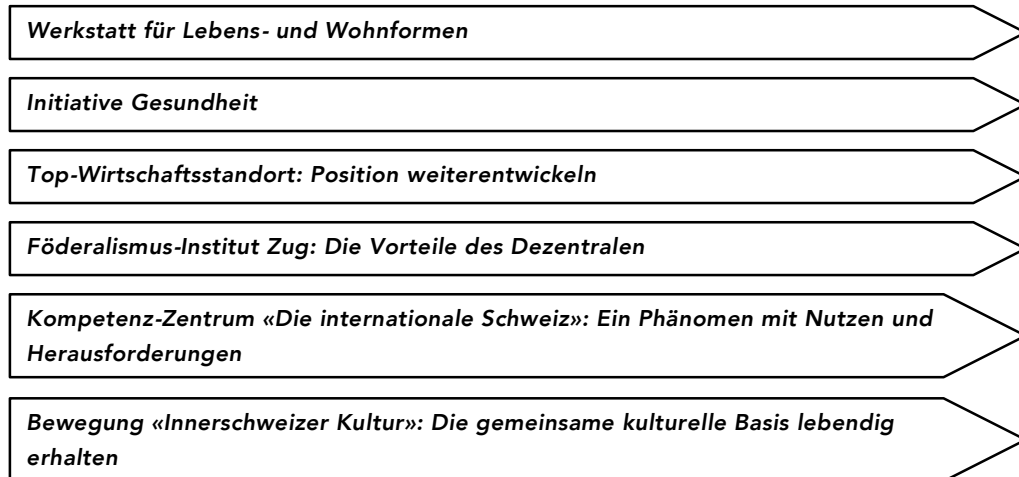 Werkstatt für Lebens- und Wohnformen
Initiative Gesundheit
Top-Wirtschaftsstandort: Position weiterentwickeln
Föderalismus-Institut Zug: Die Vorteile des Dezentralen
Kompetenz-Zentrum «Die internationale Schweiz»: Ein Phänomen mit Nutzen und
Herausforderungen
Bewegung «Innerschweizer Kultur»: Die gemeinsame kulturelle Basis lebendig
erhalten